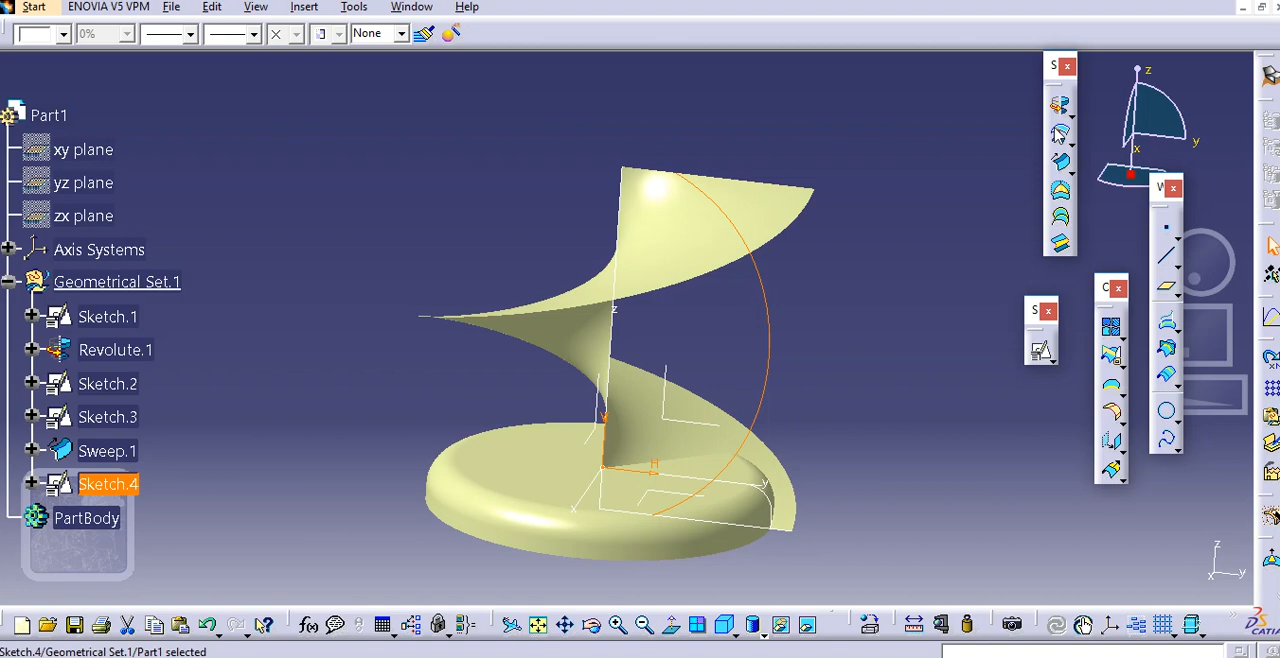 Start ENOVIA V5 VPM File Edit View Insert Tools Window Help
0% None
Part1
xy plane
yz plane
zx plane
Axis Systems
Geometrical Set.1
Sketch.1
Revolute.1
Sketch.2
Sketch.3
Sweep.1
Sketch.4
PartBody
S x
z
y
x
W x
C x
S x
z
V
H
y
x
z
x y
f(x)
CATIA
Sketch.4/Geometrical Set.1/Part1 selected